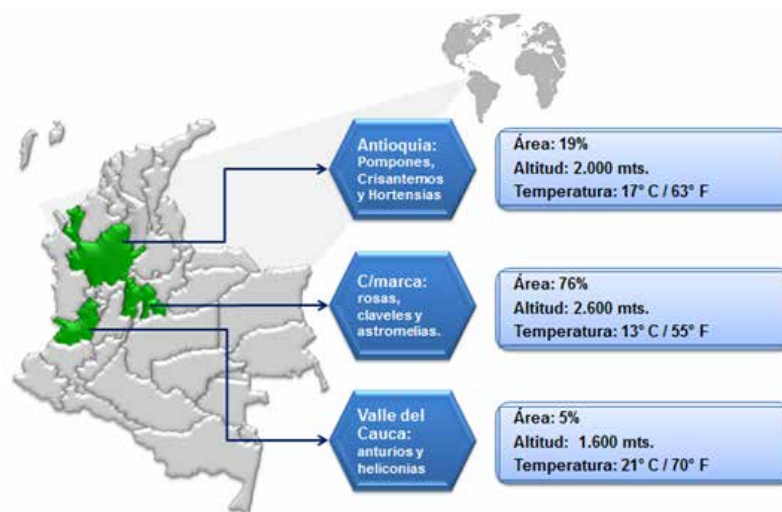 Antioquia:
Pompones,
Crisantemos
y Hortensias
Área: 19%
Altitud: 2.000 mts.
Temperatura: 17° C / 63° F
C/marca:
rosas,
claveles y
astromelias.
Área: 76%
Altitud: 2.600 mts.
Temperatura: 13° C / 55° F
Valle del
Cauca:
anturios y
heliconias
Área: 5%
Altitud: 1.600 mts.
Temperatura: 21° C / 70° F